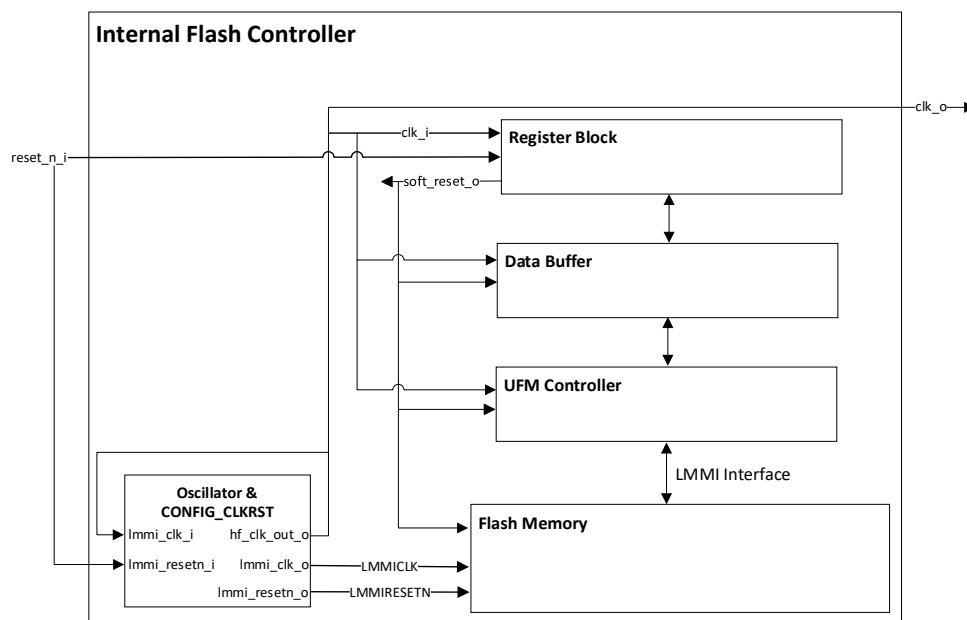 Internal Flash Controller
clk_o
clk_i
Register Block
reset_n_i
soft_reset_o
Data Buffer
UFM Controller
LMMI Interface
Oscillator &
CONFIG_CLKRST
Flash Memory
lmmi_clk_i
hf_clk_out_o
lmmi_resetn_i
lmmi_clk_o
LMMICLK
lmmi_resetn_o
LMMIRESETN